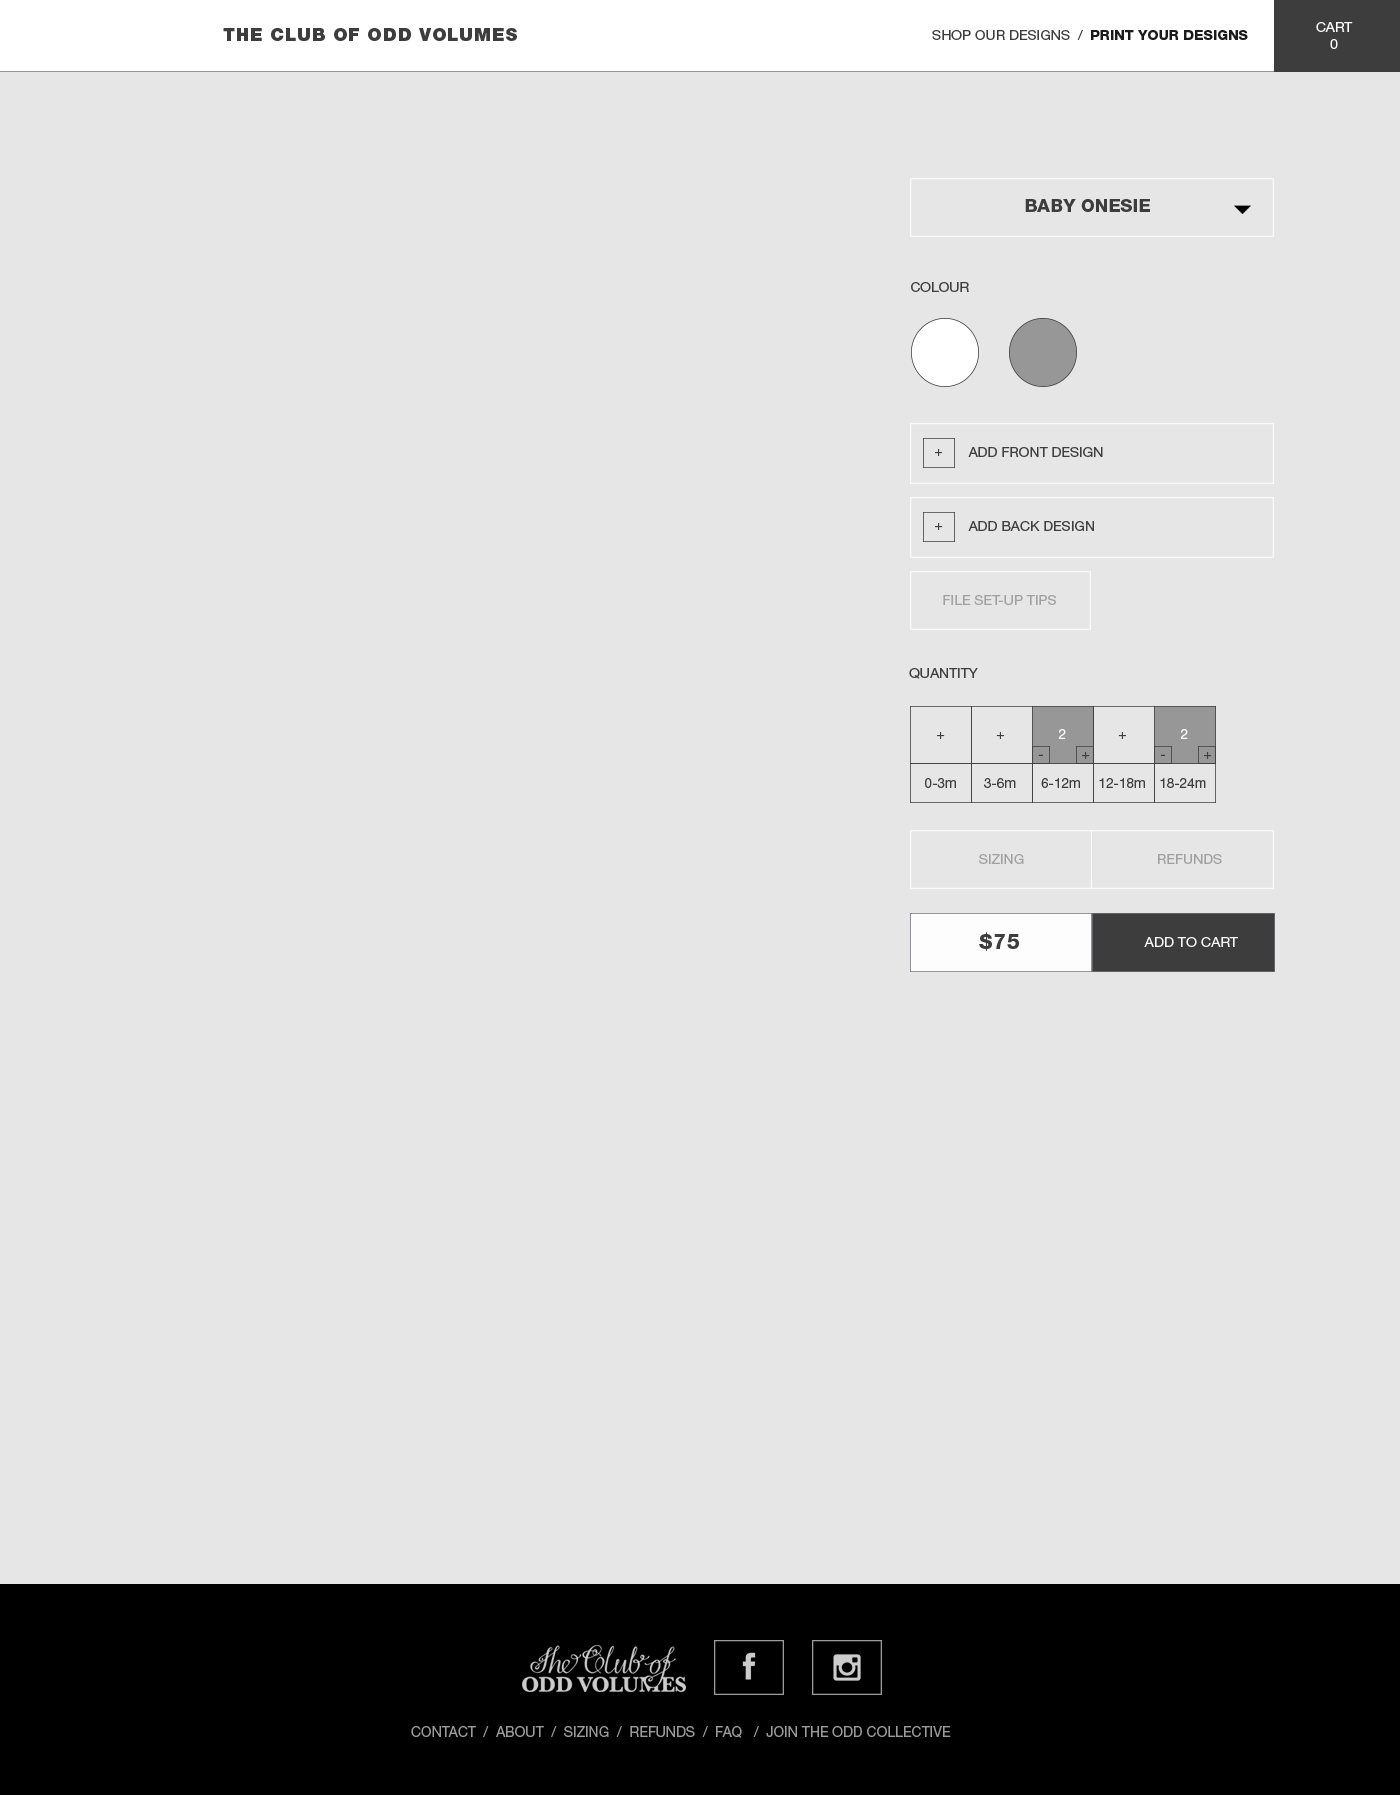 THE CLUB OF ODD VOLUMES
SHOP OUR DESIGNS / PRINT YOUR DESIGNS
CART
0
BABY ONESIE
COLOUR
+ ADD FRONT DESIGN
+ ADD BACK DESIGN
FILE SET-UP TIPS
QUANTITY
+ + 2 + 2
- + - +
0-3m 3-6m 6-12m 12-18m 18-24m
SIZING REFUNDS
$75 ADD TO CART
The Club of
ODD VOLUMES
f
CONTACT / ABOUT / SIZING / REFUNDS / FAQ / JOIN THE ODD COLLECTIVE